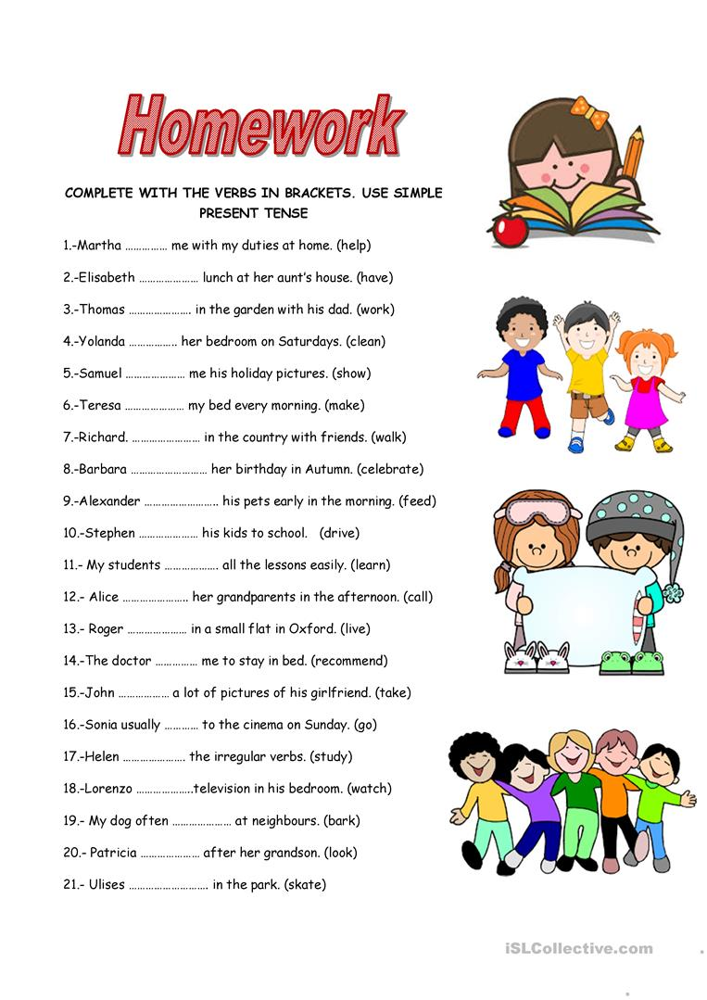 Homework
COMPLETE WITH THE VERBS IN BRACKETS. USE SIMPLE
PRESENT TENSE
1.-Martha …………… me with my duties at home. (help)
2.-Elisabeth ………………… lunch at her aunt’s house. (have)
3.-Thomas …………………. in the garden with his dad. (work)
4.-Yolanda …………….. her bedroom on Saturdays. (clean)
5.-Samuel ………………… me his holiday pictures. (show)
6.-Teresa ………………… my bed every morning. (make)
7.-Richard. …………………… in the country with friends. (walk)
8.-Barbara ……………………… her birthday in Autumn. (celebrate)
9.-Alexander …………………….. his pets early in the morning. (feed)
10.-Stephen ………………… his kids to school. (drive)
11.- My students ………………. all the lessons easily. (learn)
12.- Alice ………………….. her grandparents in the afternoon. (call)
13.- Roger ………………… in a small flat in Oxford. (live)
14.-The doctor …………… me to stay in bed. (recommend)
15.-John ……………… a lot of pictures of his girlfriend. (take)
16.-Sonia usually ………… to the cinema on Sunday. (go)
17.-Helen …………………. the irregular verbs. (study)
18.-Lorenzo ………………..television in his bedroom. (watch)
19.- My dog often ………………… at neighbours. (bark)
20.- Patricia ………………… after her grandson. (look)
21.- Ulises ………………………. in the park. (skate)
iSLCollective.com